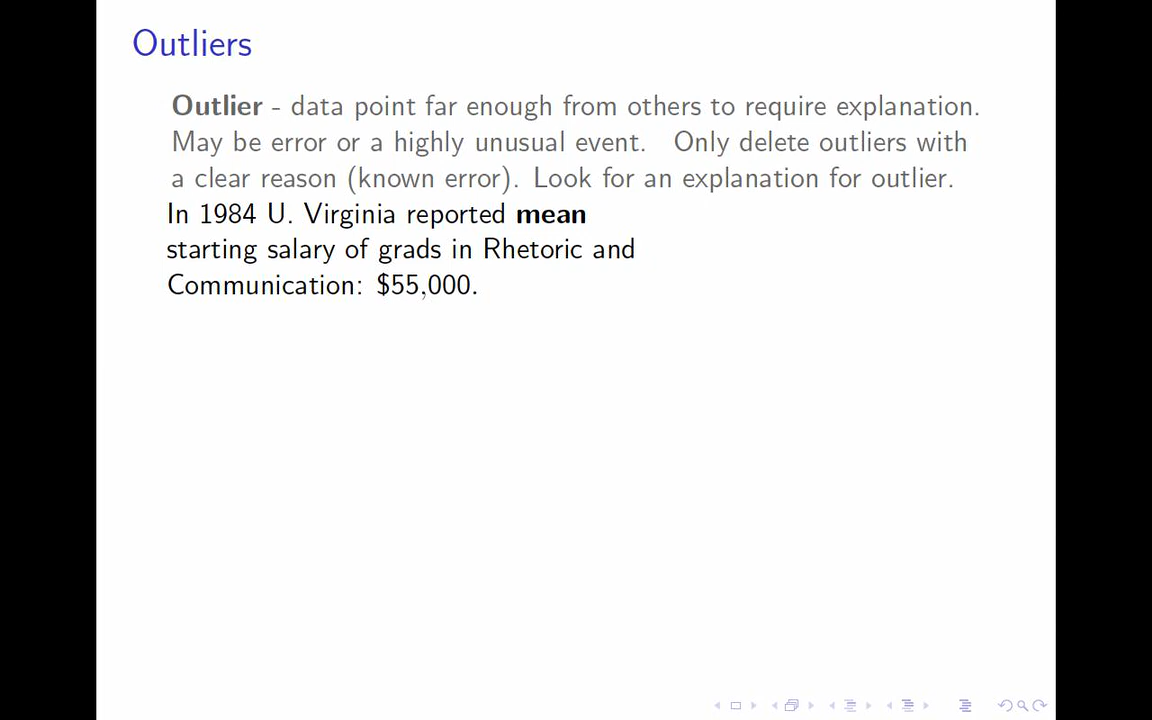 Outliers
Outlier - data point far enough from others to require explanation.
May be error or a highly unusual event. Only delete outliers with
a clear reason (known error). Look for an explanation for outlier.
In 1984 U. Virginia reported mean
starting salary of grads in Rhetoric and
Communication: $55,000.